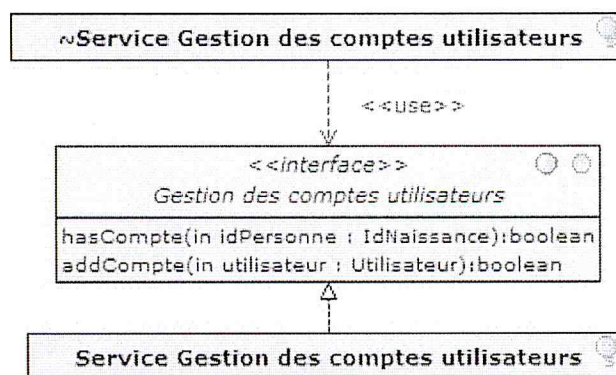 ~Service Gestion des comptes utilisateurs
<<use>>
<<interface>>
Gestion des comptes utilisateurs
hasCompte(in idPersonne : IdNaissance):boolean
addCompte(in utilisateur : Utilisateur):boolean
Service Gestion des comptes utilisateurs